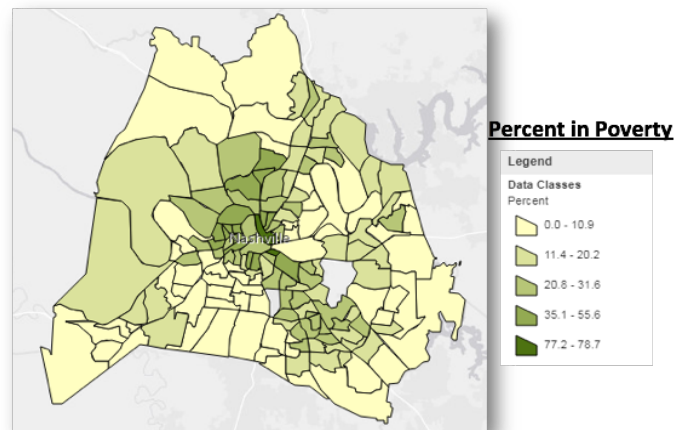 Nashville
Percent in Poverty
Legend
Data Classes
Percent
0.0 - 10.9
11.4 - 20.2
20.8 - 31.6
35.1 - 55.6
77.2 - 78.7